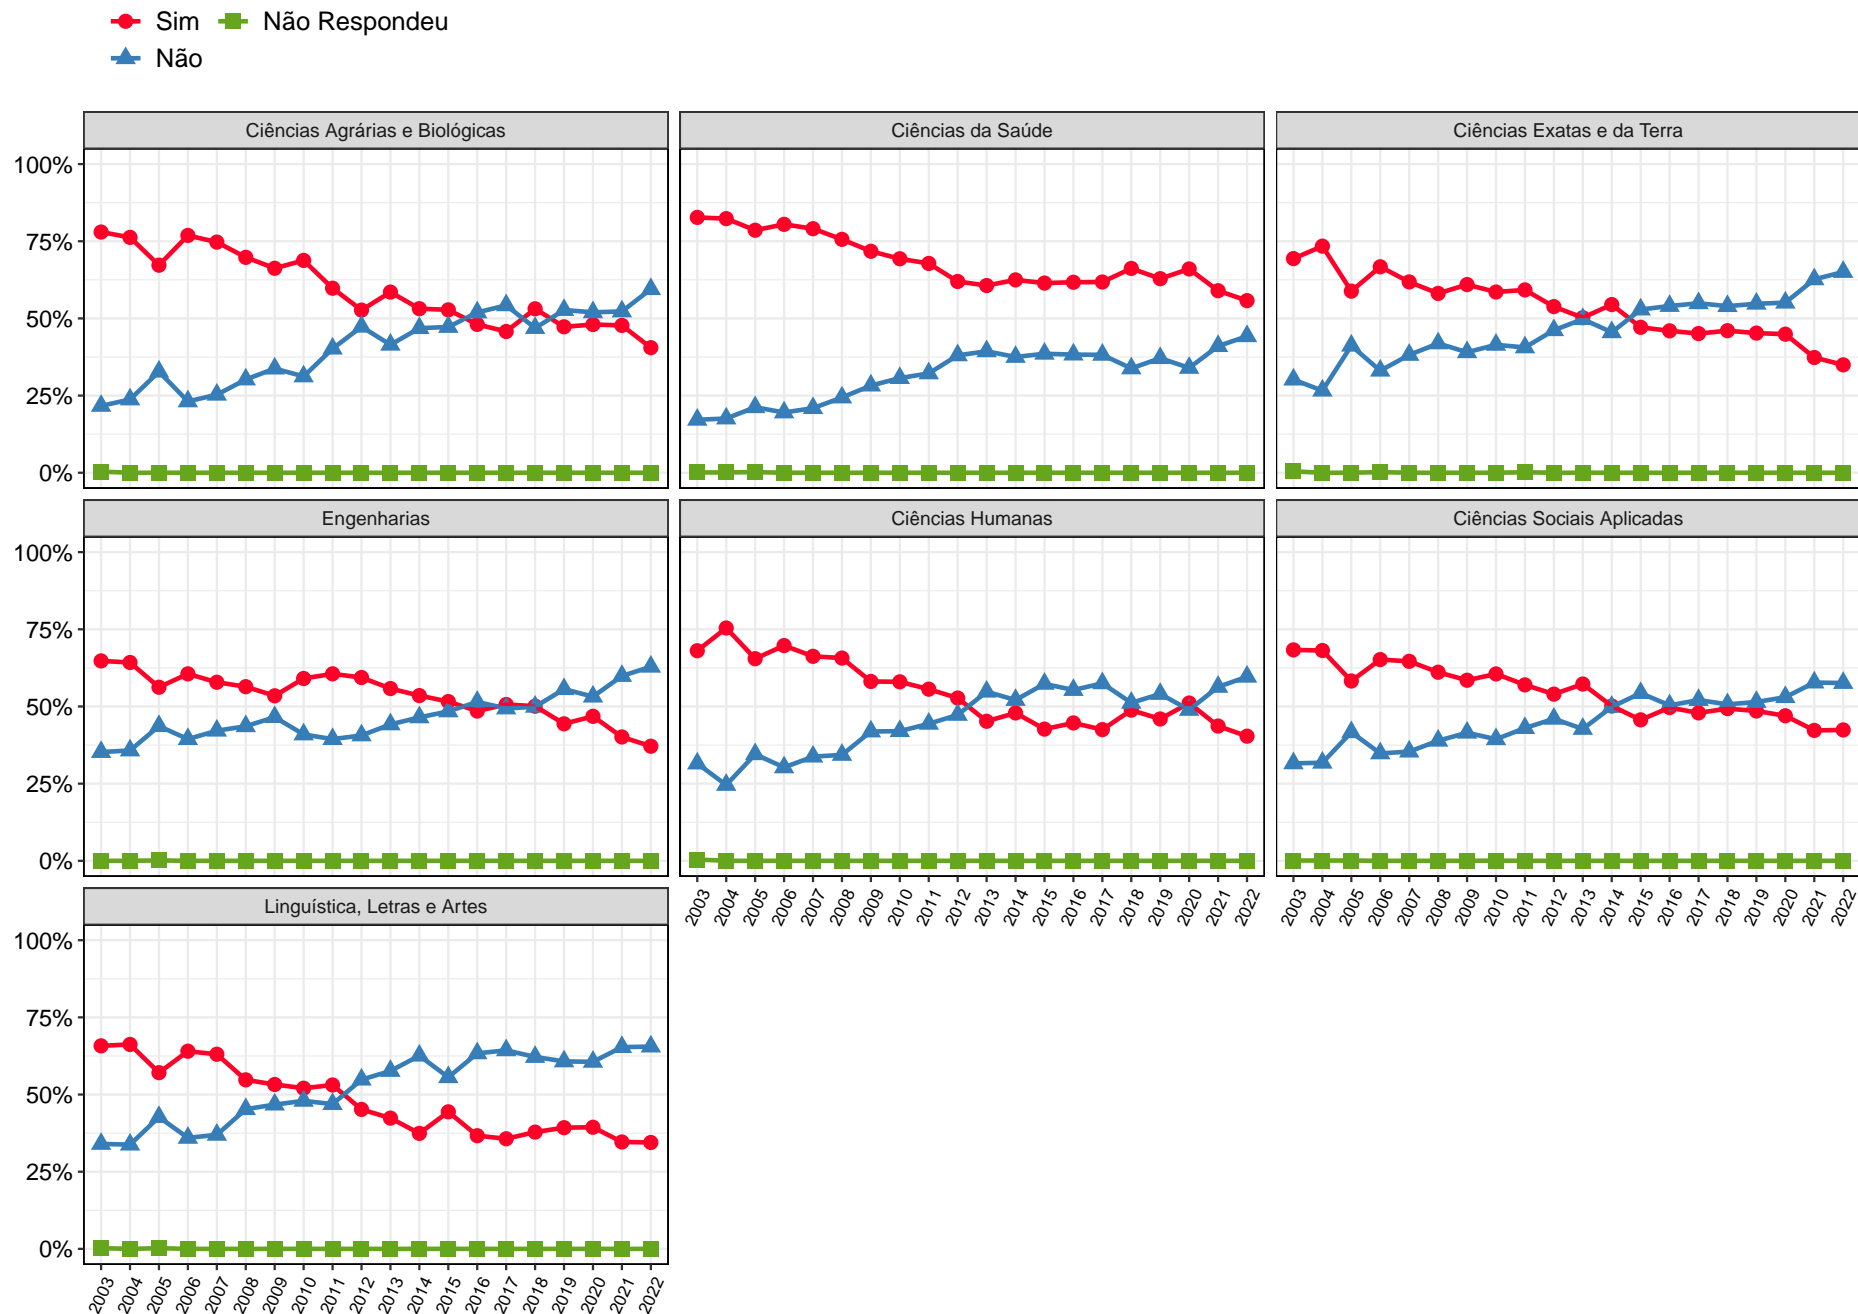 Sim Não Respondeu
Não
Ciências Agrárias e Biológicas Ciências da Saúde Ciências Exatas e da Terra
100%
75%
50%
25%
0%
Engenharias Ciências Humanas Ciências Sociais Aplicadas
100%
75%
50%
25%
0%
2003 2004 2005 2006 2007 2008 2009 2010 2011 2012 2013 2014 2015 2016 2017 2018 2019 2020 2021 2022 2003 2004 2005 2006 2007 2008 2009 2010 2011 2012 2013 2014 2015 2016 2017 2018 2019 2020 2021 2022
Linguística, Letras e Artes
100%
75%
50%
25%
0%
2003 2004 2005 2006 2007 2008 2009 2010 2011 2012 2013 2014 2015 2016 2017 2018 2019 2020 2021 2022